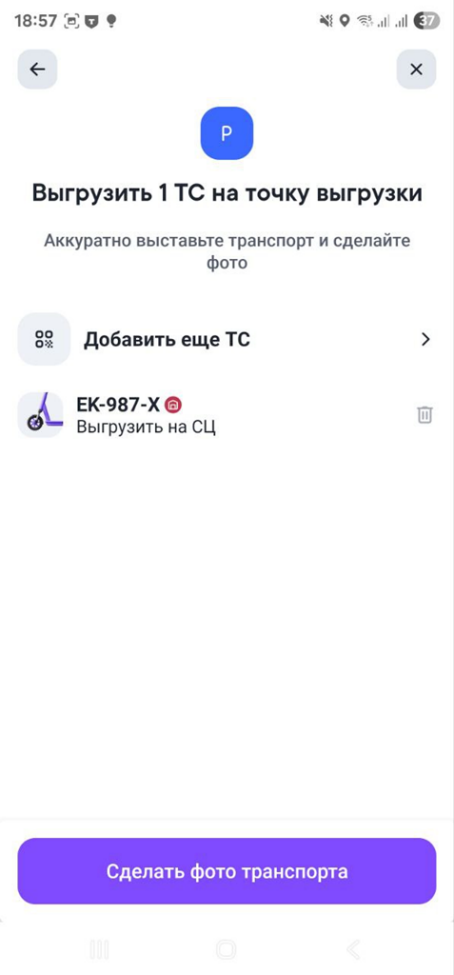 18:57
37
P
Выгрузить 1 ТС на точку выгрузки
Аккуратно выставьте транспорт и сделайте
фото
Добавить еще ТС
EK-987-X
Выгрузить на СЦ
Сделать фото транспорта